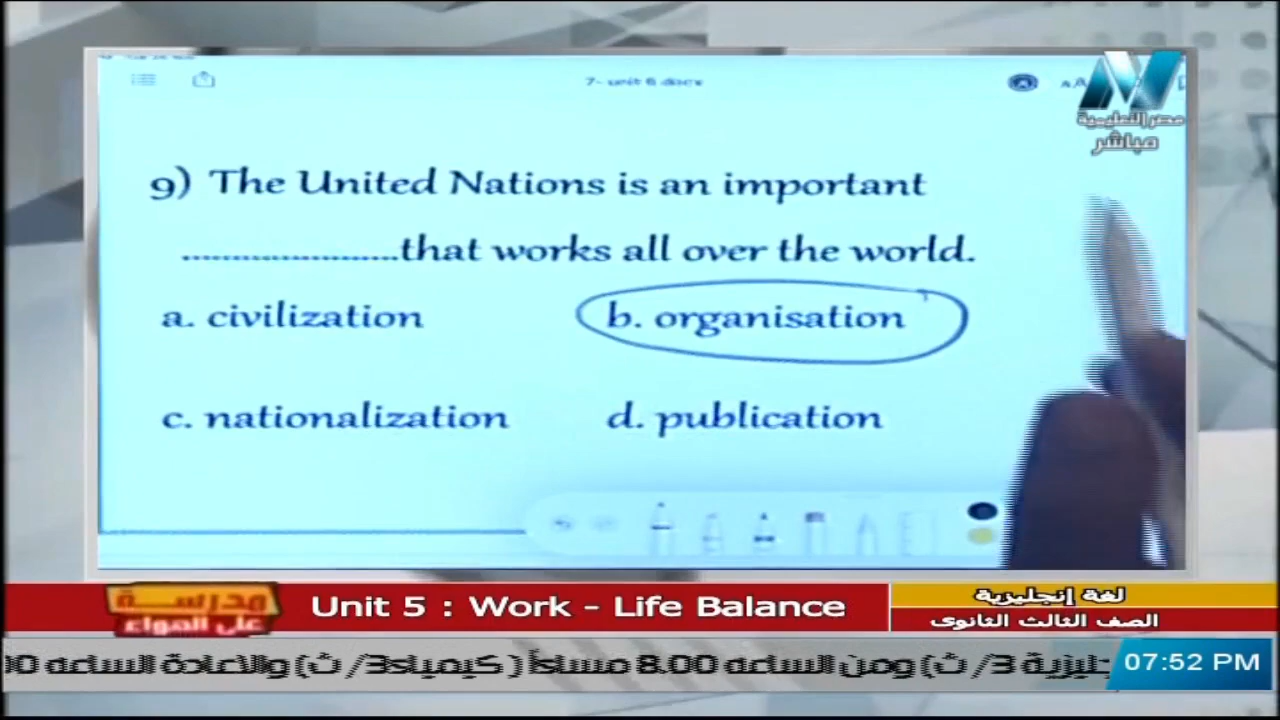 7- unit 6.docx
مصر التعليمية
مباشر
9) The United Nations is an important
.....................that works all over the world.
a. civilization
b. organisation
c. nationalization
d. publication
مدرسة
على الهواء
Unit 5 : Work - Life Balance
لغة إنجليزية
الصف الثالث الثانوى
جليزية 3/ ث) ومن الساعه 8.00 مساءاً ( كيمياء3/ ث) والاعادة الساعه
07:52 PM